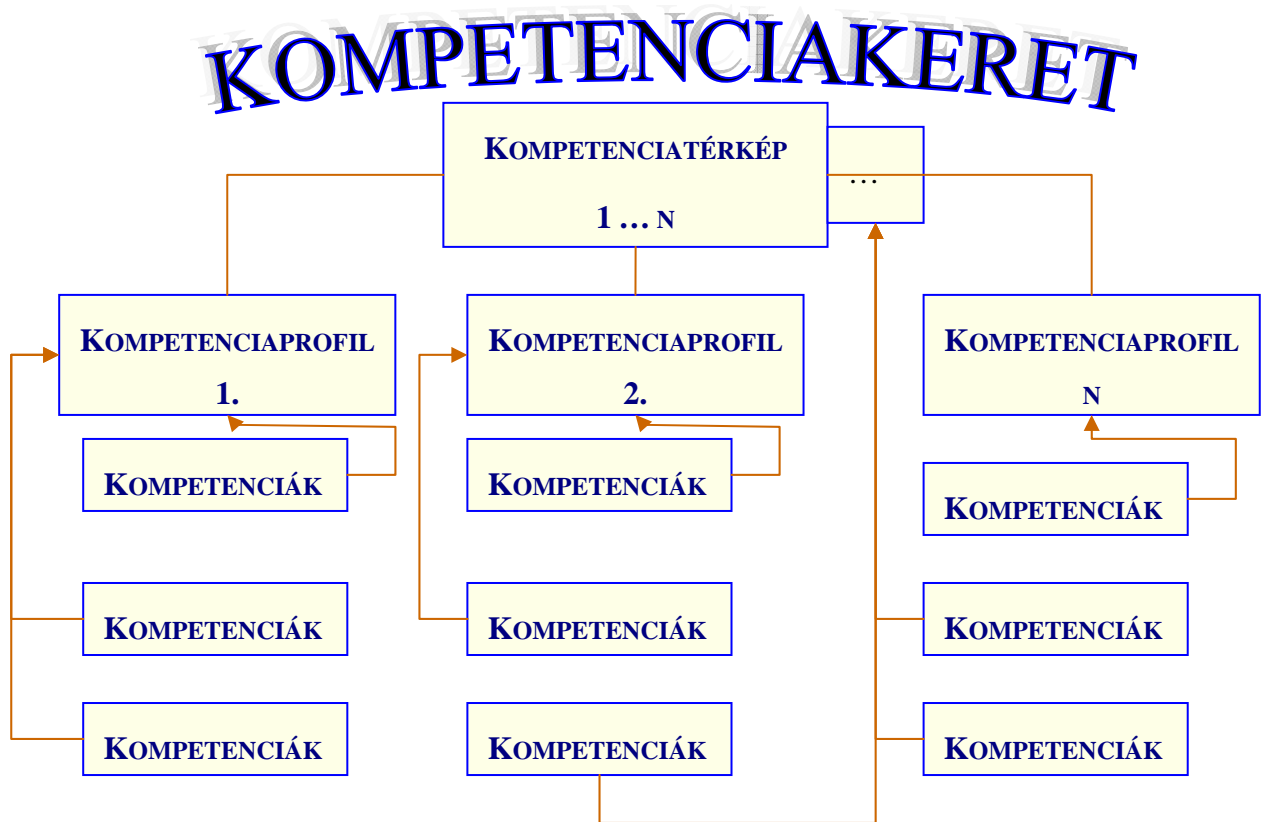 KOMPETENCIAKERET
KOMPETENCIATÉRKÉP
1 … N
…
KOMPETENCIAPROFIL
1.
KOMPETENCIAPROFIL
2.
KOMPETENCIAPROFIL
N
KOMPETENCIÁK
KOMPETENCIÁK
KOMPETENCIÁK
KOMPETENCIÁK
KOMPETENCIÁK
KOMPETENCIÁK
KOMPETENCIÁK
KOMPETENCIÁK
KOMPETENCIÁK